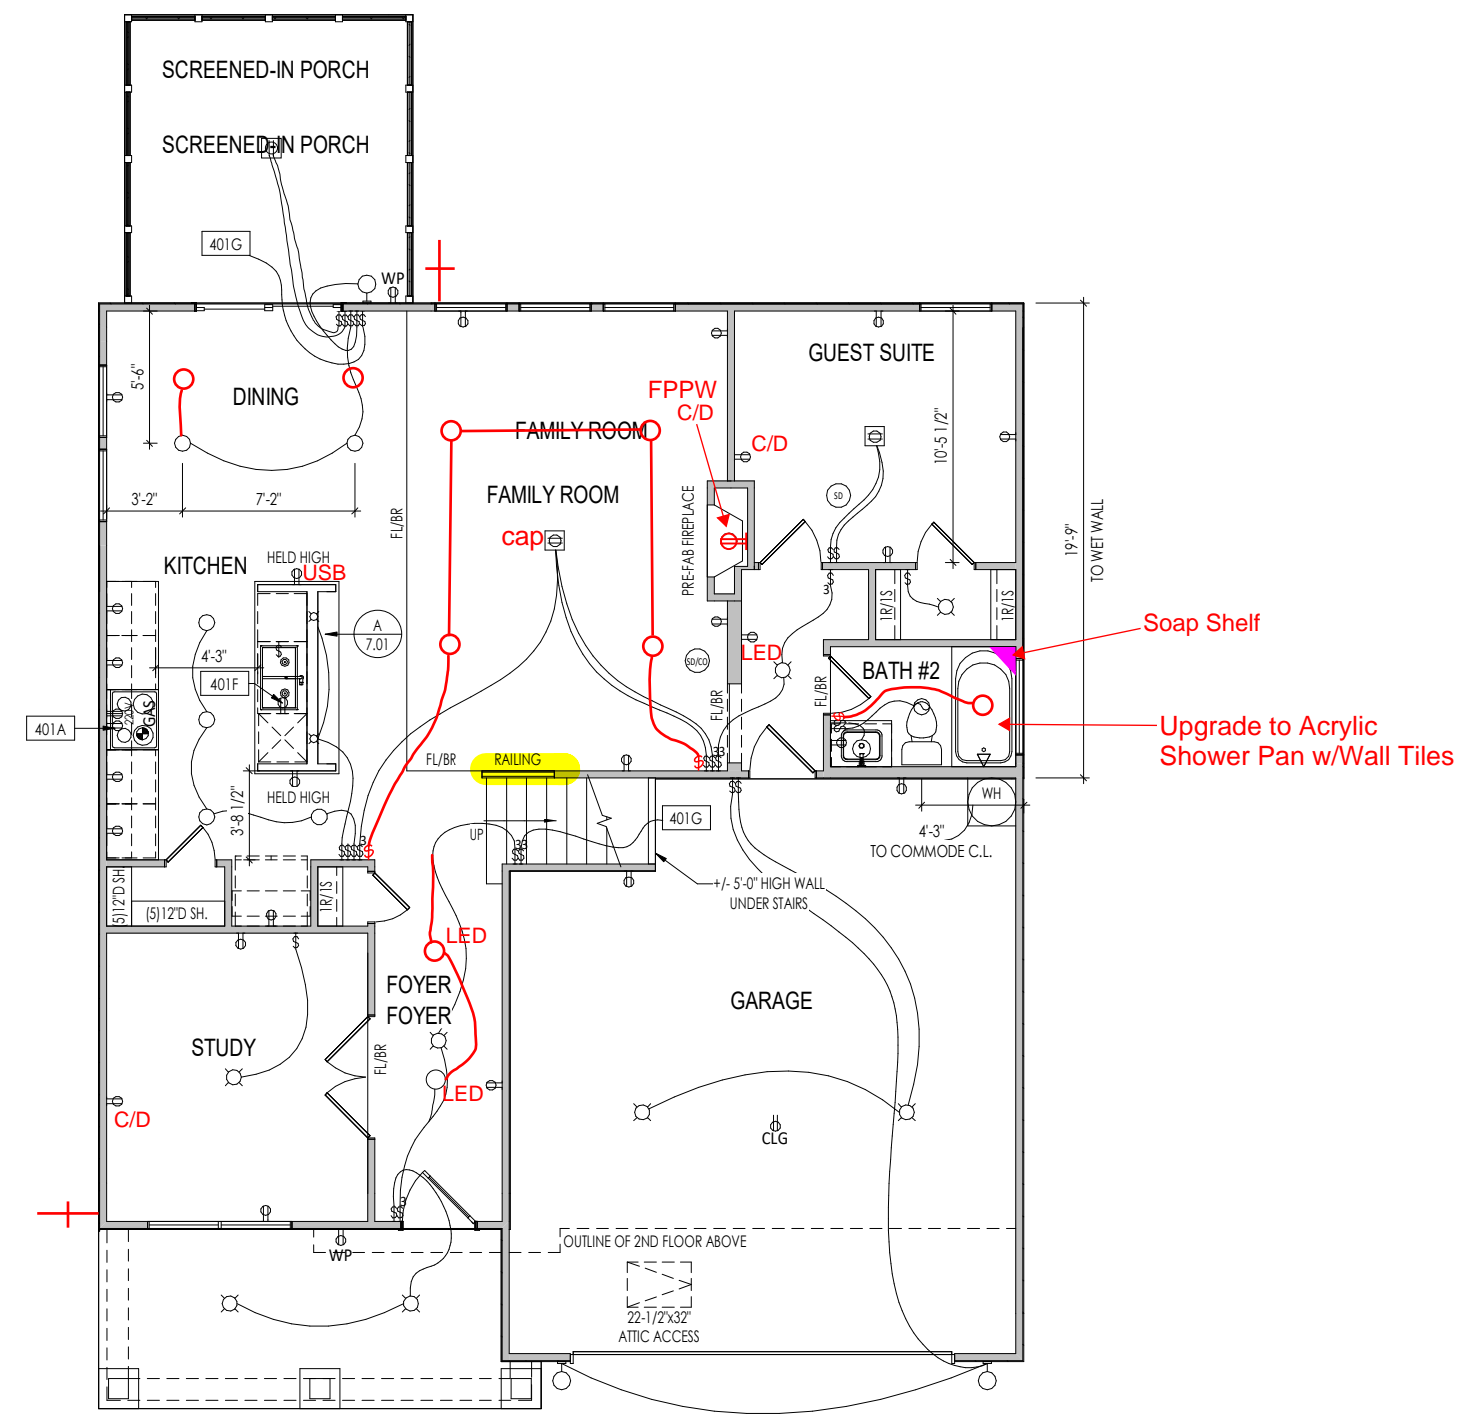 SCREENED-IN PORCH
SCREENED-IN PORCH
401G
WP
DINING
5'-6"
3'-2"
7'-2"
FL/BR
FAMILY ROOM
FAMILY ROOM
cap
FPPW
C/D
PRE-FAB FIREPLACE
SD/CO
GUEST SUITE
C/D
SD
10'-5 1/2"
19'-9"
TO WET WALL
KITCHEN
HELD HIGH
USB
A
7.01
4'-3"
401F
401A
220V
GAS
HELD HIGH
3'-8 1/2"
FL/BR
RAILING
UP
401G
+/- 5'-0" HIGH WALL
UNDER STAIRS
LED
FL/BR
FL/BR
1R/1S
1R/1S
BATH #2
Soap Shelf
Upgrade to Acrylic
Shower Pan w/Wall Tiles
WH
4'-3"
TO COMMODE C.L.
(5)12"D SH.
(5)12"D SH.
1R/1S
LED
FOYER
FOYER
LED
STUDY
FL/BR
C/D
GARAGE
CLG
WP
OUTLINE OF 2ND FLOOR ABOVE
22-1/2"x32"
ATTIC ACCESS